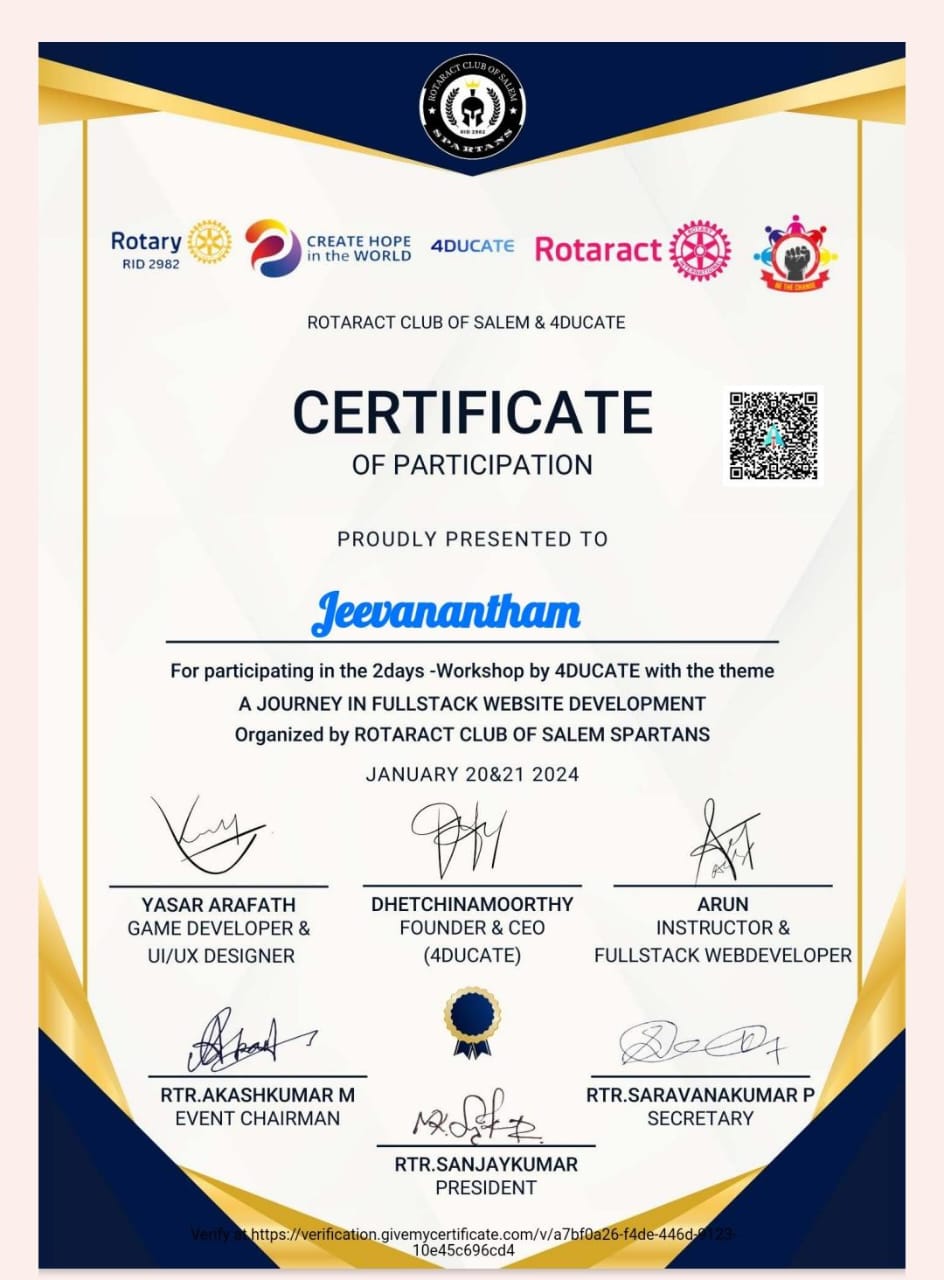 ROTARACT CLUB OF SALEM
RID 2982
SPARTANS
Rotary
RID 2982
CREATE HOPE
in the WORLD
4DUCATE
Rotaract
ROTARY
INTERNATIONAL
BE THE CHANGE
ROTARACT CLUB OF SALEM & 4DUCATE
CERTIFICATE
OF PARTICIPATION
PROUDLY PRESENTED TO
Jeevanantham
For participating in the 2days -Workshop by 4DUCATE with the theme
A JOURNEY IN FULLSTACK WEBSITE DEVELOPMENT
Organized by ROTARACT CLUB OF SALEM SPARTANS
JANUARY 20&21 2024
YASAR ARAFATH
GAME DEVELOPER &
UI/UX DESIGNER
DHETCHINAMOORTHY
FOUNDER & CEO
(4DUCATE)
ARUN
INSTRUCTOR &
FULLSTACK WEBDEVELOPER
RTR.AKASHKUMAR M
EVENT CHAIRMAN
RTR.SARAVANAKUMAR P
SECRETARY
RTR.SANJAYKUMAR
PRESIDENT
Verify at https://verification.givemycertificate.com/v/a7bf0a26-f4de-446d-9123-
10e45c696cd4